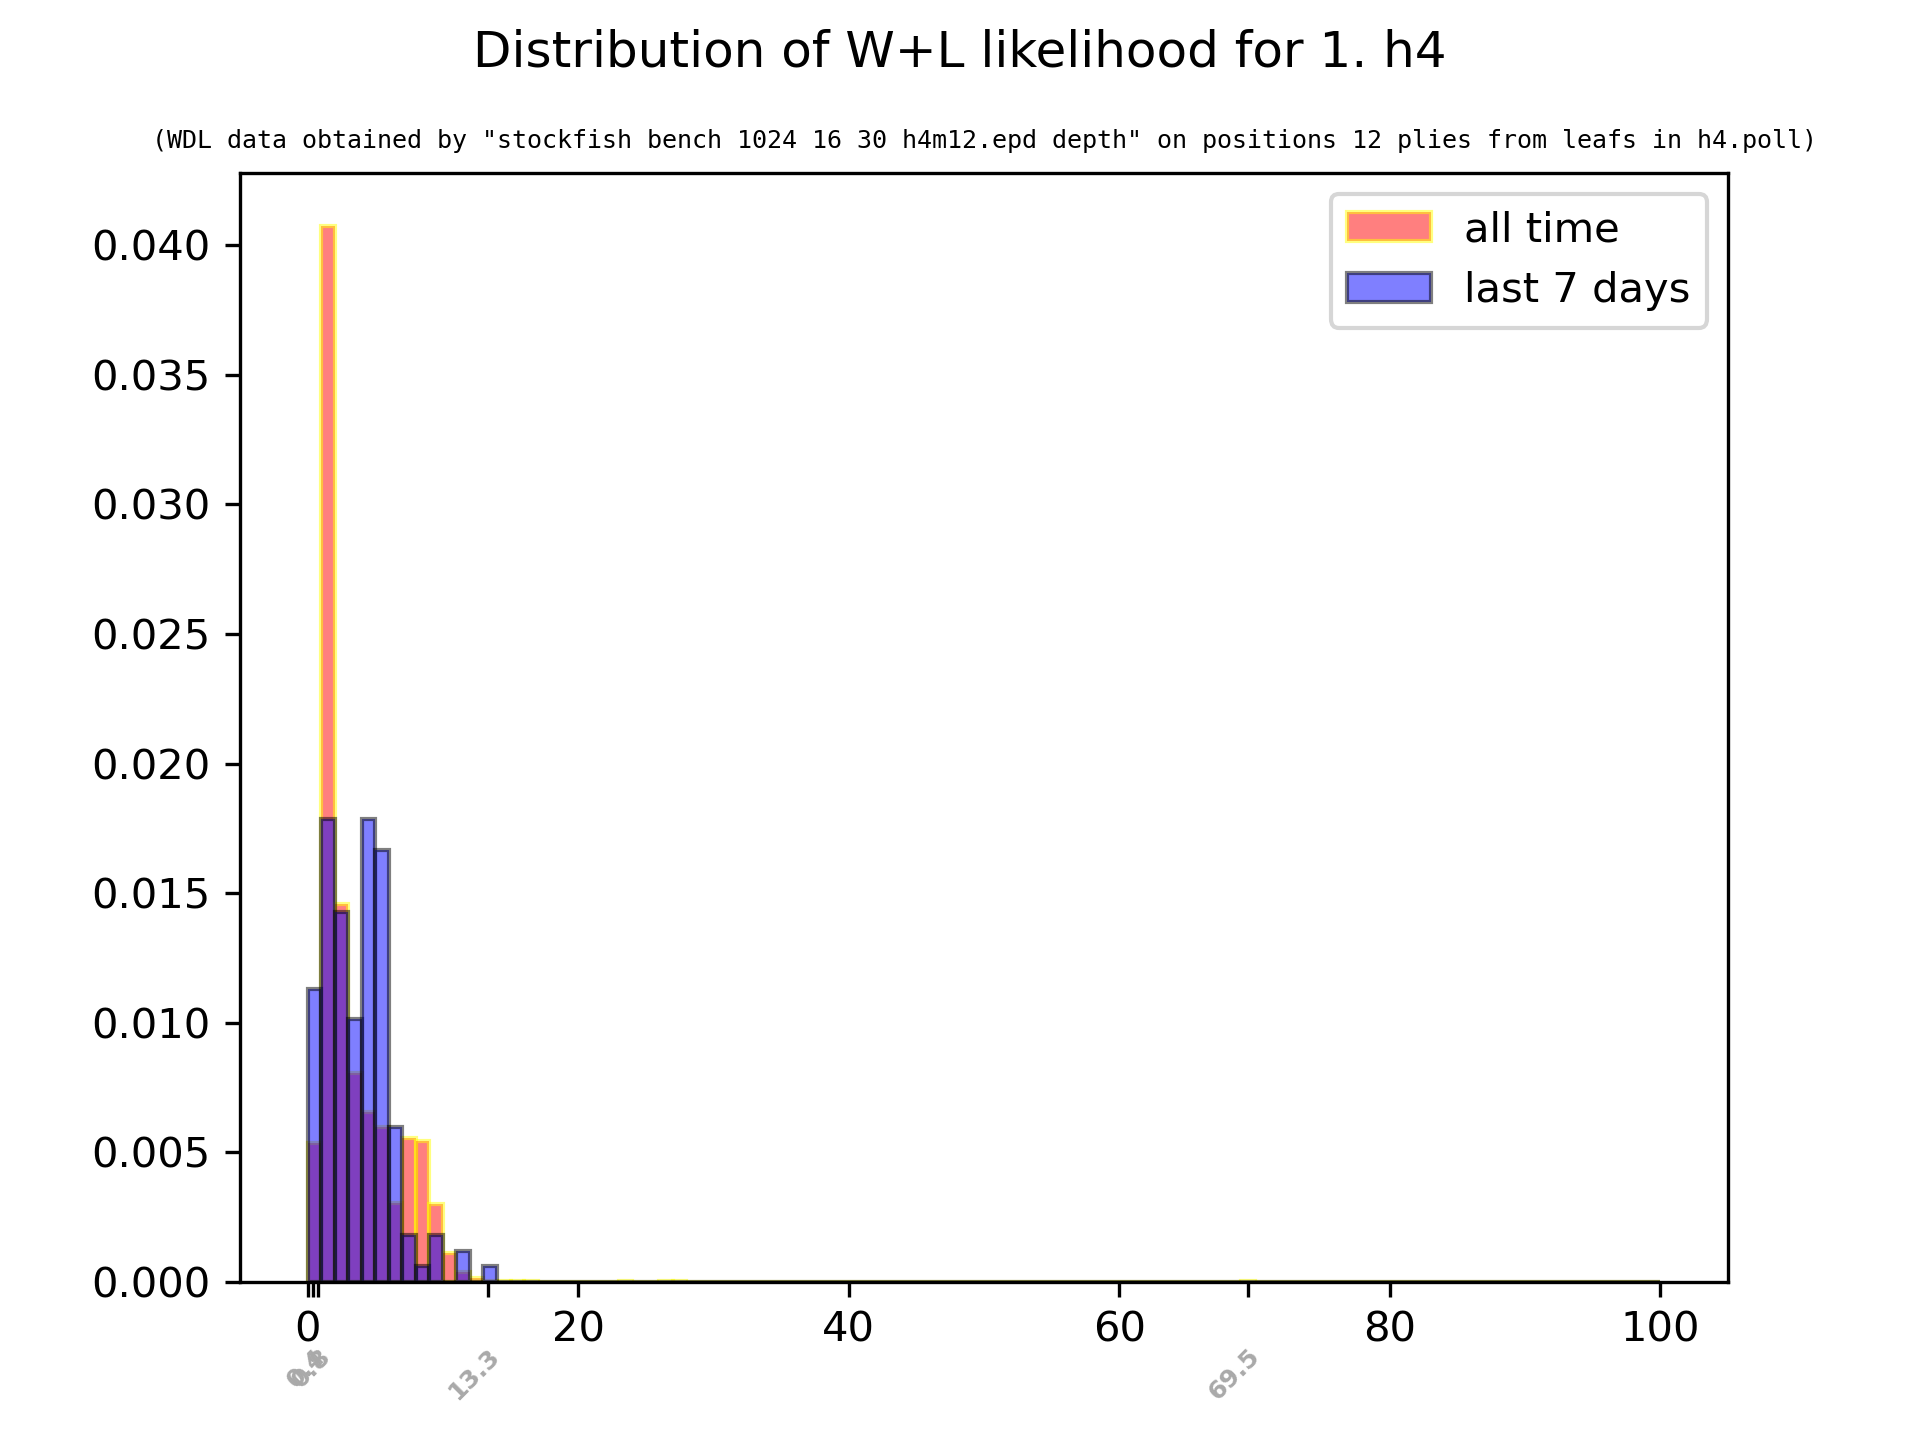 Distribution of W+L likelihood for 1. h4
(WDL data obtained by "stockfish bench 1024 16 30 h4m12.epd depth" on positions 12 plies from leafs in h4.poll)
all time
last 7 days
0.040
0.035
0.030
0.025
0.020
0.015
0.010
0.005
0.000
0 20 40 60 80 100
13.3 69.5